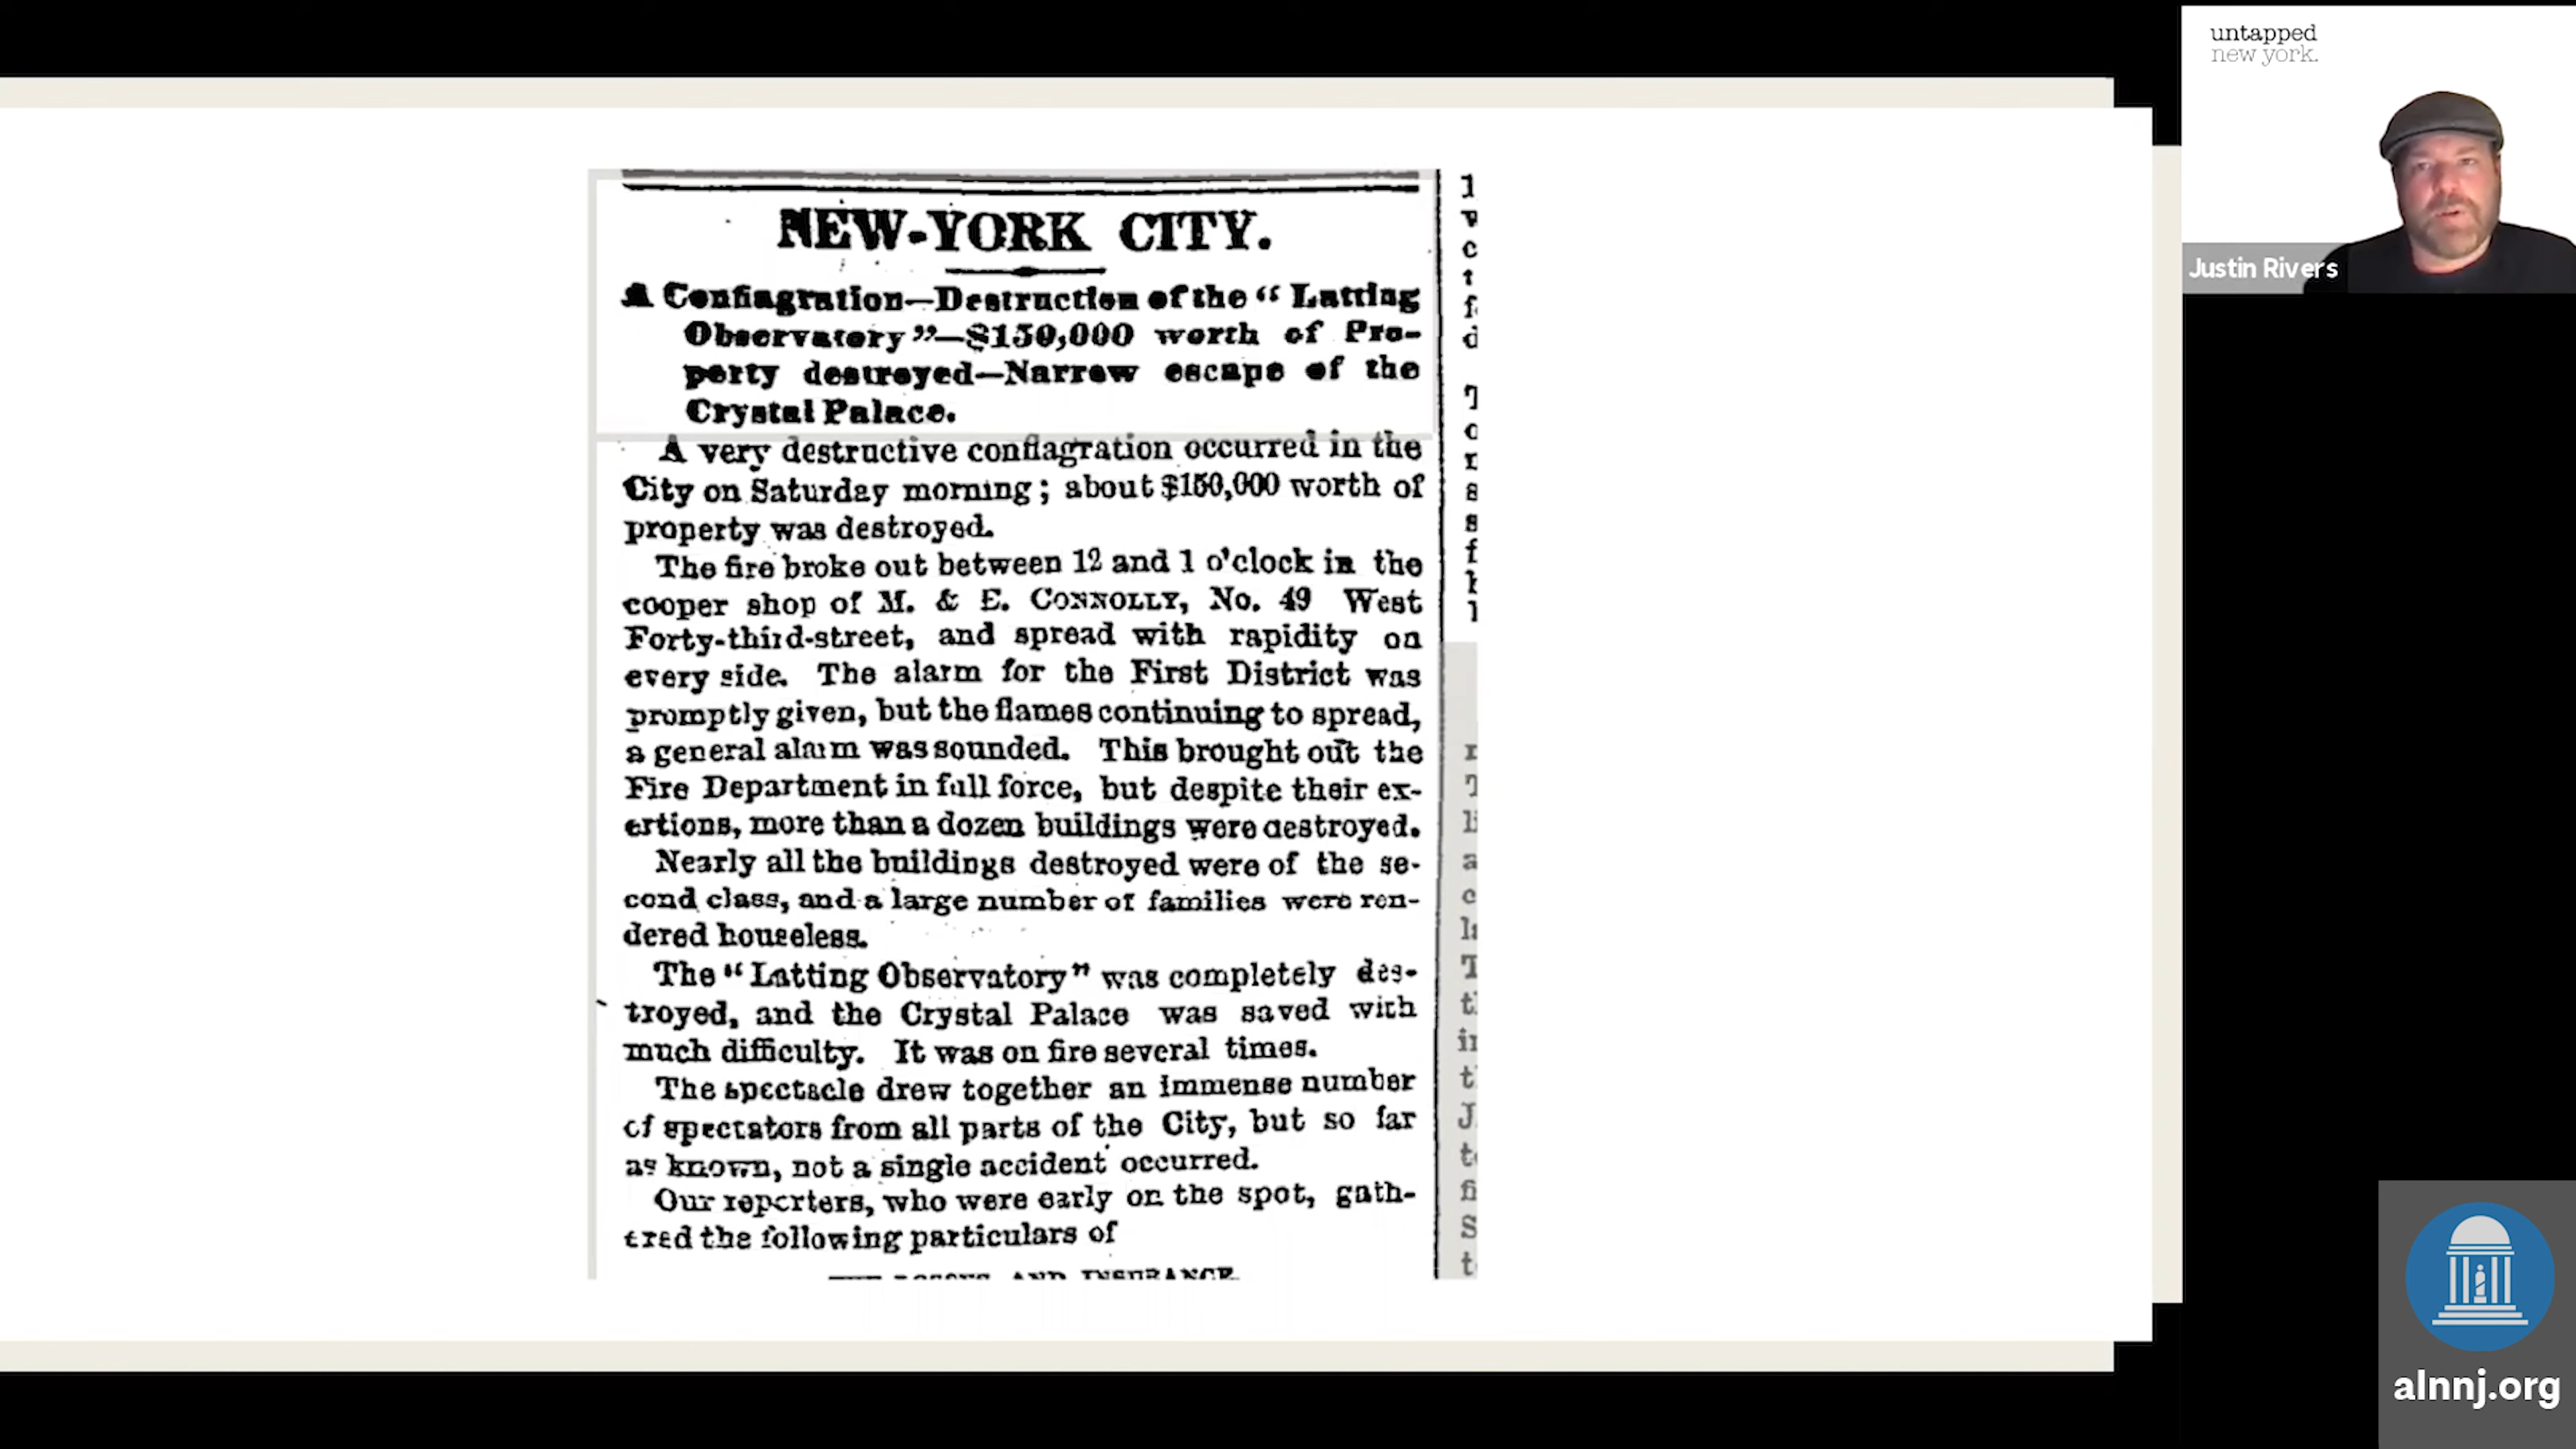 untapped
new york.
Justin Rivers
NEW-YORK CITY.
A Conflagration—Destruction of the “Latting
Observatory”—$150,000 worth of Pro-
perty destroyed—Narrow escape of the
Crystal Palace.
A very destructive conflagration occurred in the
City on Saturday morning; about $150,000 worth of
property was destroyed.
The fire broke out between 12 and 1 o'clock in the
cooper shop of M. & E. CONNOLLY, No. 49 West
Forty-third-street, and spread with rapidity on
every side. The alarm for the First District was
promptly given, but the flames continuing to spread,
a general alarm was sounded. This brought out the
Fire Department in full force, but despite their ex-
ertions, more than a dozen buildings were destroyed.
Nearly all the buildings destroyed were of the se-
cond class, and a large number of families were ren-
dered houseless.
The “Latting Observatory” was completely des-
troyed, and the Crystal Palace was saved with
much difficulty. It was on fire several times.
The spectacle drew together an immense number
of spectators from all parts of the City, but so far
as known, not a single accident occurred.
Our reporters, who were early on the spot, gath-
ered the following particulars of
AND INSURANCE
alnnj.org